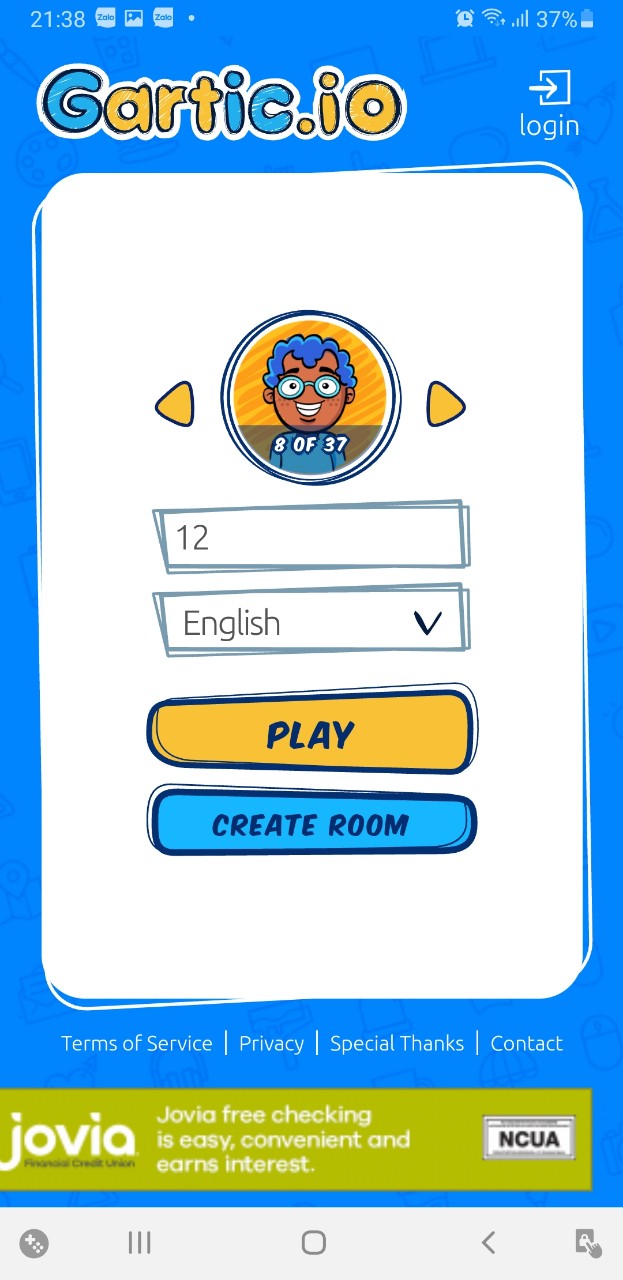 21:38 Zalo Zalo 37%
Gartic.io
login
8 OF 37
12
English
PLAY
CREATE ROOM
Terms of Service | Privacy | Special Thanks | Contact
jovia
Financial Credit Union
Jovia free checking
is easy, convenient and
earns interest.
NCUA